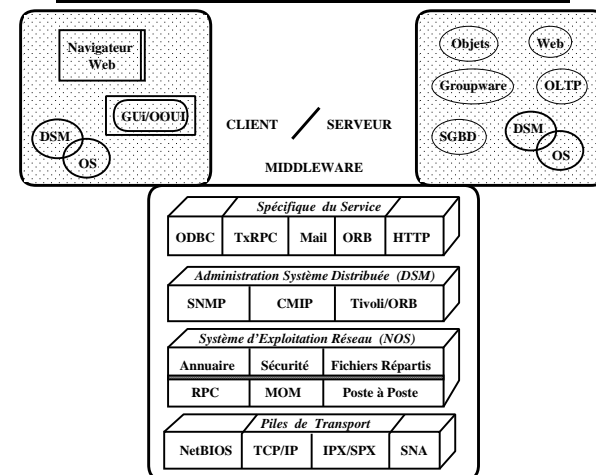 Navigateur
Web
GUi/OOUI
DSM
OS
CLIENT / SERVEUR
MIDDLEWARE
Objets
Web
Groupware
OLTP
SGBD
DSM
OS
Spécifique du Service
ODBC TxRPC Mail ORB HTTP
Administration Système Distribuée (DSM)
SNMP CMIP Tivoli/ORB
Système d'Exploitation Réseau (NOS)
Annuaire Sécurité Fichiers Répartis
RPC MOM Poste à Poste
Piles de Transport
NetBIOS TCP/IP IPX/SPX SNA